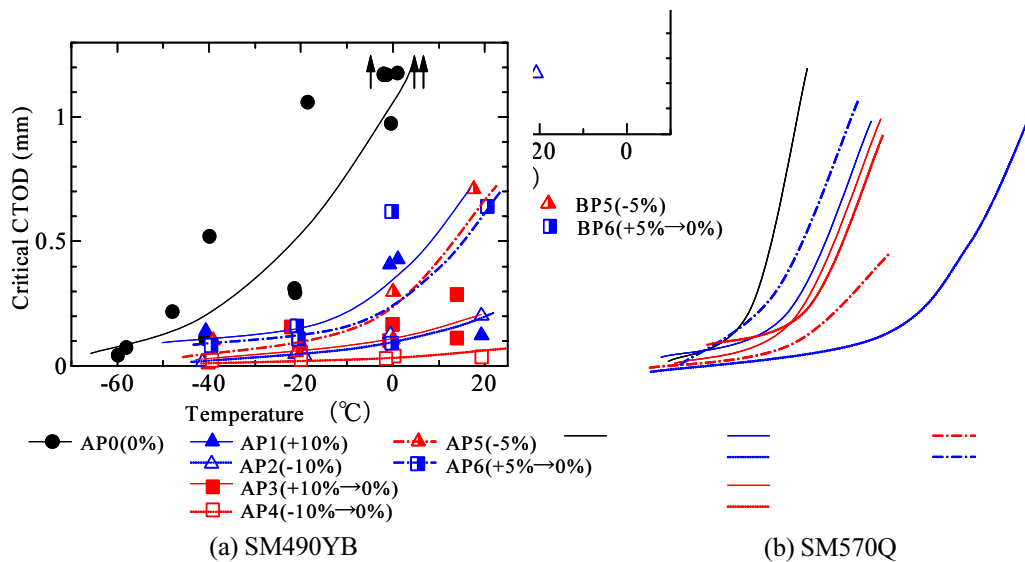 1
0.5
0
Critical CTOD (mm)
-60 -40 -20 0 20
Temperature (℃)
20 0
)
BP5(-5%)
BP6(+5%→0%)
AP0(0%) AP1(+10%) AP5(-5%)
AP2(-10%) AP6(+5%→0%)
AP3(+10%→0%)
AP4(-10%→0%)
(a) SM490YB (b) SM570Q